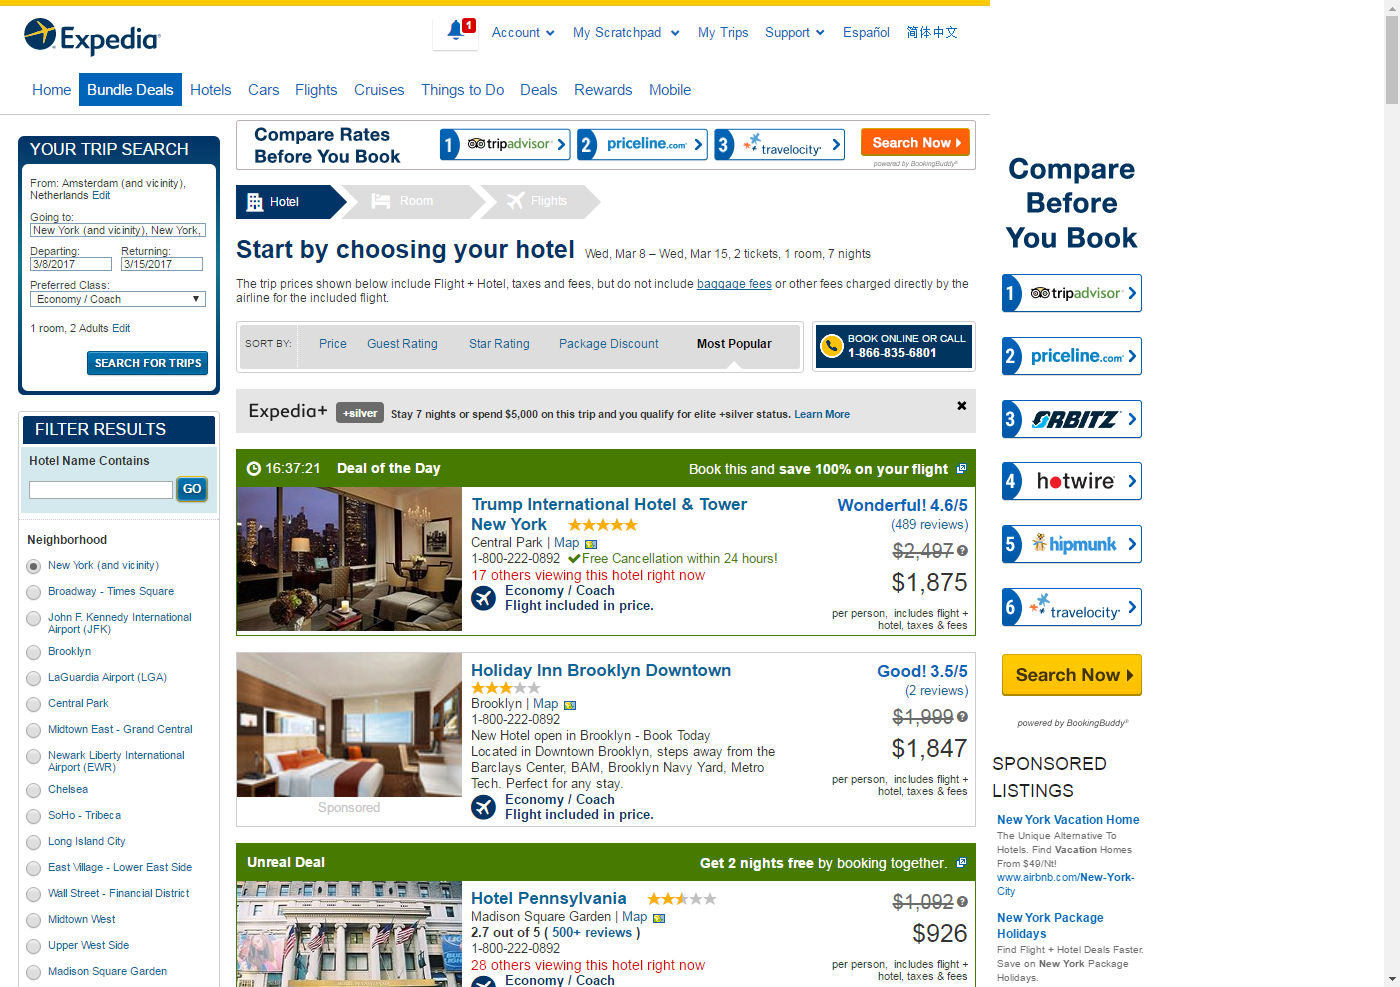 Expedia
1
Account
My Scratchpad
My Trips
Support
Español
简体中文
Home
Bundle Deals
Hotels
Cars
Flights
Cruises
Things to Do
Deals
Rewards
Mobile
YOUR TRIP SEARCH
From: Amsterdam (and vicinity),
Netherlands Edit
Going to:
New York (and vicinity), New York,
Departing:
Returning:
3/8/2017
3/15/2017
Preferred Class:
Economy / Coach
1 room, 2 Adults Edit
SEARCH FOR TRIPS
FILTER RESULTS
Hotel Name Contains
GO
Neighborhood
New York (and vicinity)
Broadway - Times Square
John F. Kennedy International
Airport (JFK)
Brooklyn
LaGuardia Airport (LGA)
Central Park
Midtown East - Grand Central
Newark Liberty International
Airport (EWR)
Chelsea
SoHo - Tribeca
Long Island City
East Village - Lower East Side
Wall Street - Financial District
Midtown West
Upper West Side
Madison Square Garden
Compare Rates
Before You Book
1 tripadvisor
2 priceline.com
3 travelocity
Search Now
powered by BookingBuddy
Hotel
Room
Flights
Start by choosing your hotel
Wed, Mar 8 – Wed, Mar 15, 2 tickets, 1 room, 7 nights
The trip prices shown below include Flight + Hotel, taxes and fees, but do not include baggage fees or other fees charged directly by the
airline for the included flight.
SORT BY:
Price
Guest Rating
Star Rating
Package Discount
Most Popular
BOOK ONLINE OR CALL
1-866-835-6801
Expedia+ +silver Stay 7 nights or spend $5,000 on this trip and you qualify for elite +silver status. Learn More
16:37:21 Deal of the Day
Book this and save 100% on your flight
Trump International Hotel & Tower
New York
Central Park | Map
1-800-222-0892 Free Cancellation within 24 hours!
17 others viewing this hotel right now
Economy / Coach
Flight included in price.
Wonderful! 4.6/5
(489 reviews)
$2,497
$1,875
per person, includes flight +
hotel, taxes & fees
Holiday Inn Brooklyn Downtown
Brooklyn | Map
1-800-222-0892
New Hotel open in Brooklyn - Book Today
Located in Downtown Brooklyn, steps away from the
Barclays Center, BAM, Brooklyn Navy Yard, Metro
Tech. Perfect for any stay.
Economy / Coach
Flight included in price.
Sponsored
Good! 3.5/5
(2 reviews)
$1,999
$1,847
per person, includes flight +
hotel, taxes & fees
Unreal Deal
Get 2 nights free by booking together.
Hotel Pennsylvania
Madison Square Garden | Map
2.7 out of 5 ( 500+ reviews )
1-800-222-0892
28 others viewing this hotel right now
Economy / Coach
$1,092
$926
per person, includes flight +
hotel, taxes & fees
Compare
Before
You Book
1 tripadvisor
2 priceline.com
3 ORBITZ
4 hotwire
5 hipmunk
6 travelocity
Search Now
powered by BookingBuddy
SPONSORED
LISTINGS
New York Vacation Home
The Unique Alternative To
Hotels. Find Vacation Homes
From $49/Nt!
www.airbnb.com/New-York-
City
New York Package
Holidays
Find Flight + Hotel Deals Faster.
Save on New York Package
Holidays.